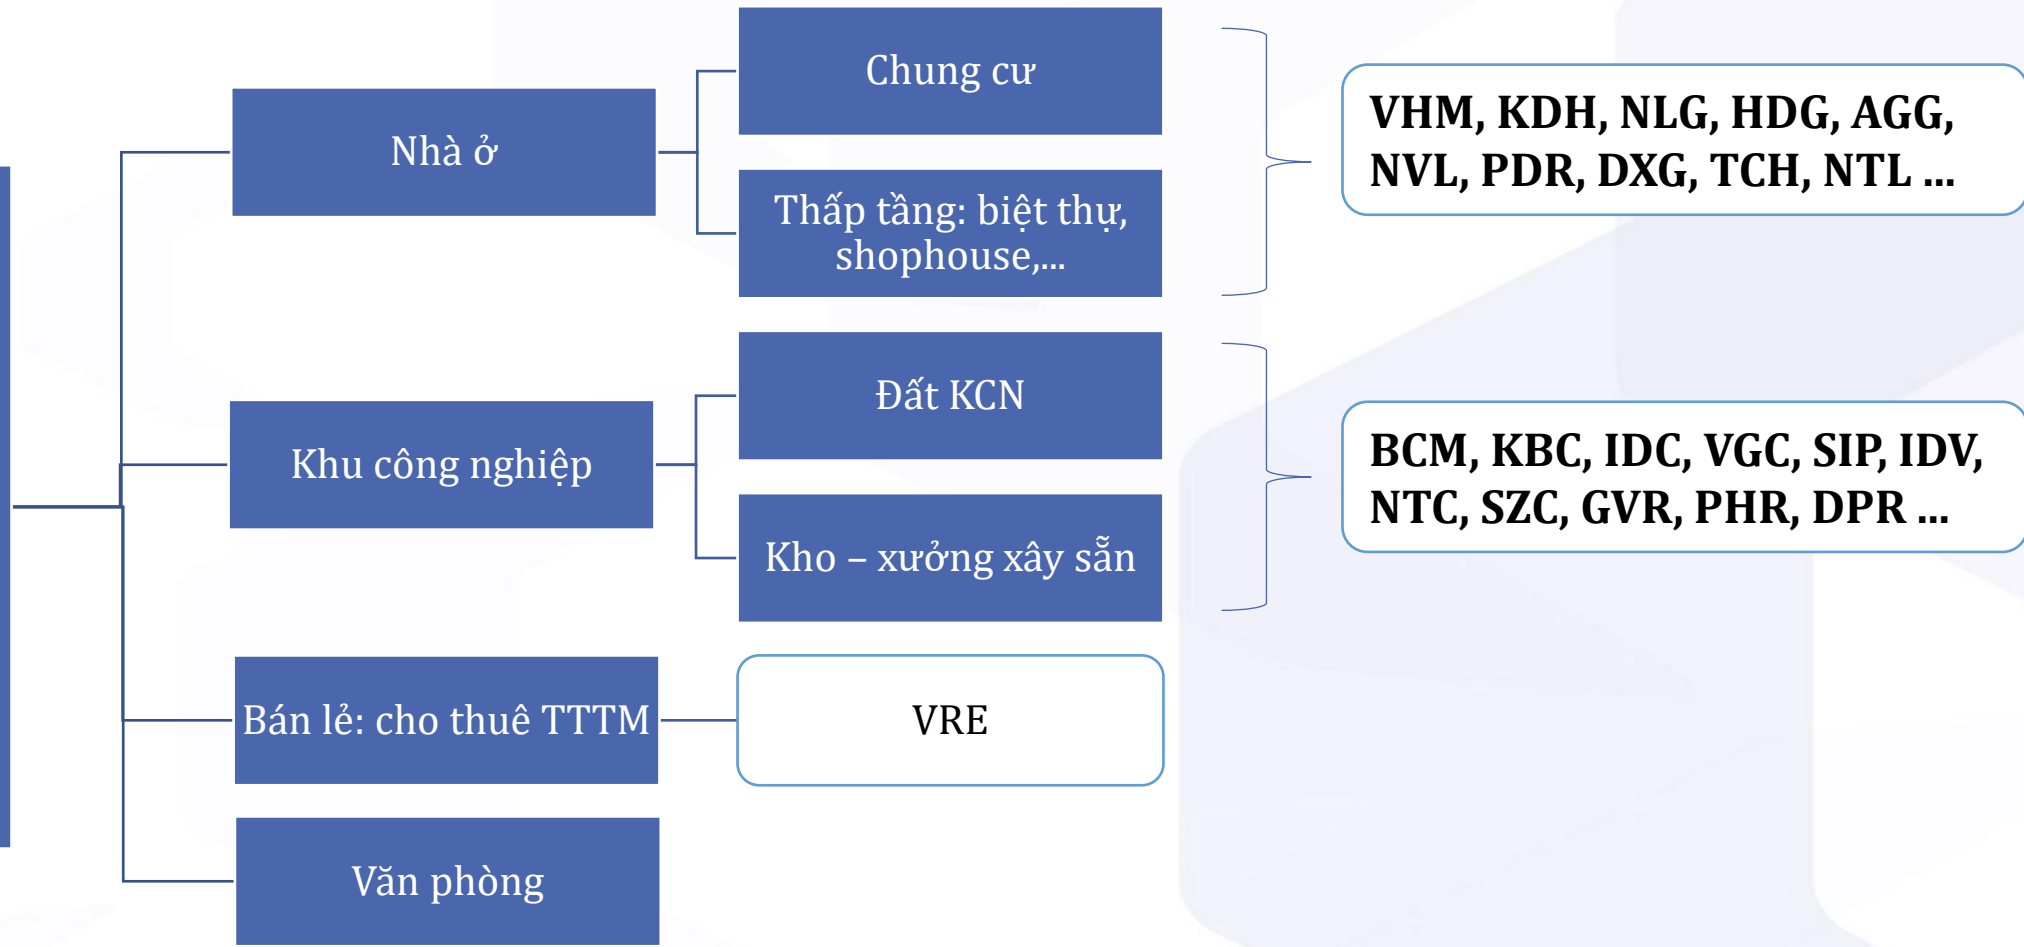 Chung cư
Nhà ở
Thấp tầng: biệt thự,
shophouse,...
VHM, KDH, NLG, HDG, AGG,
NVL, PDR, DXG, TCH, NTL ...
Khu công nghiệp
Đất KCN
Kho – xưởng xây sẵn
BCM, KBC, IDC, VGC, SIP, IDV,
NTC, SZC, GVR, PHR, DPR ...
Bán lẻ: cho thuê TTTM
VRE
Văn phòng